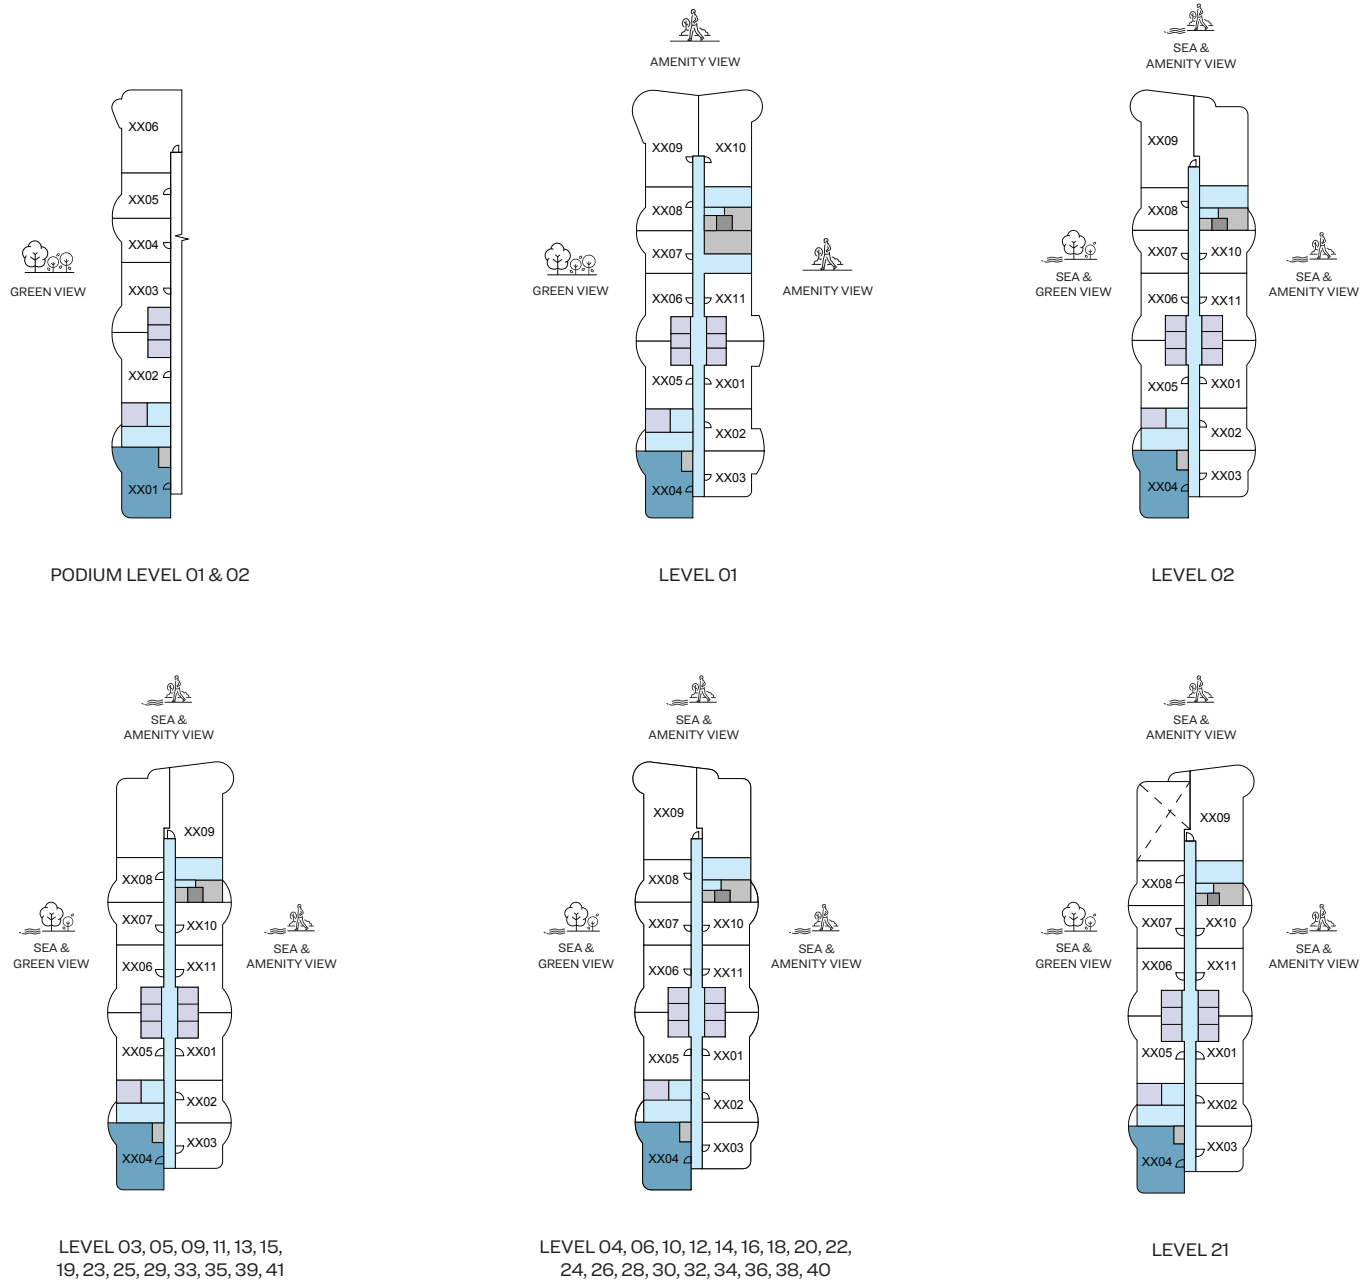 AMENITY VIEW
SEA &
AMENITY VIEW
XX06
XX05
XX04
XX03
XX02
XX01
GREEN VIEW
PODIUM LEVEL 01 & 02
XX09
XX10
XX08
XX07
XX06
XX11
XX05
XX01
XX02
XX03
XX04
GREEN VIEW
AMENITY VIEW
LEVEL 01
XX09
XX08
XX07
XX10
XX06
XX11
XX05
XX01
XX02
XX03
XX04
SEA &
GREEN VIEW
SEA &
AMENITY VIEW
LEVEL 02
SEA &
AMENITY VIEW
XX09
XX08
XX07
XX10
XX06
XX11
XX05
XX01
XX02
XX03
XX04
SEA &
GREEN VIEW
SEA &
AMENITY VIEW
LEVEL 03, 05, 09, 11, 13, 15,
19, 23, 25, 29, 33, 35, 39, 41
SEA &
AMENITY VIEW
XX09
XX08
XX07
XX10
XX06
XX11
XX05
XX01
XX02
XX03
XX04
SEA &
GREEN VIEW
SEA &
AMENITY VIEW
LEVEL 04, 06, 10, 12, 14, 16, 18, 20, 22,
24, 26, 28, 30, 32, 34, 36, 38, 40
SEA &
AMENITY VIEW
XX09
XX08
XX07
XX10
XX06
XX11
XX05
XX01
XX02
XX03
XX04
SEA &
GREEN VIEW
SEA &
AMENITY VIEW
LEVEL 21